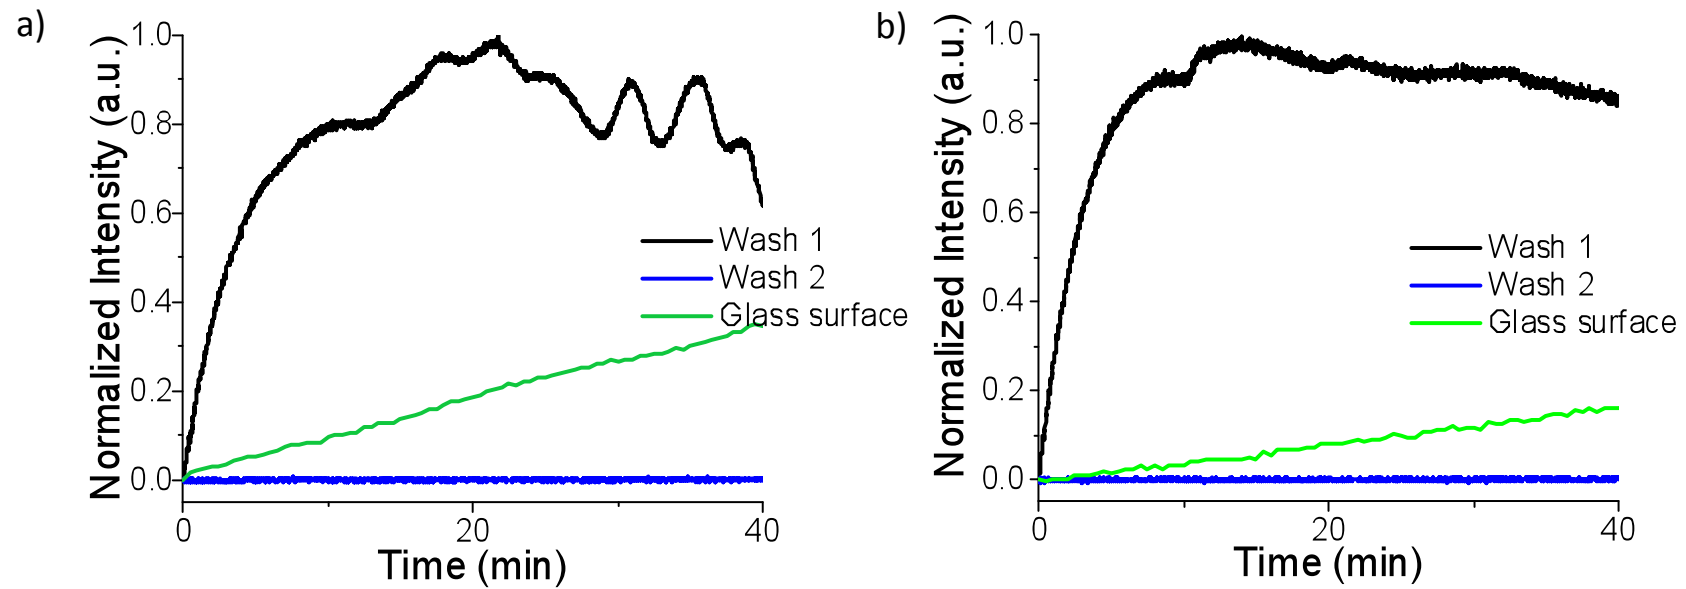 a)
Normalized Intensity (a.u.)
1.0
0.8
0.6
0.4
0.2
0.0
Wash 1
Wash 2
Glass surface
0
20
40
Time (min)
b)
Normalized Intensity (a.u.)
1.0
0.8
0.6
0.4
0.2
0.0
Wash 1
Wash 2
Glass surface
0
20
40
Time (min)